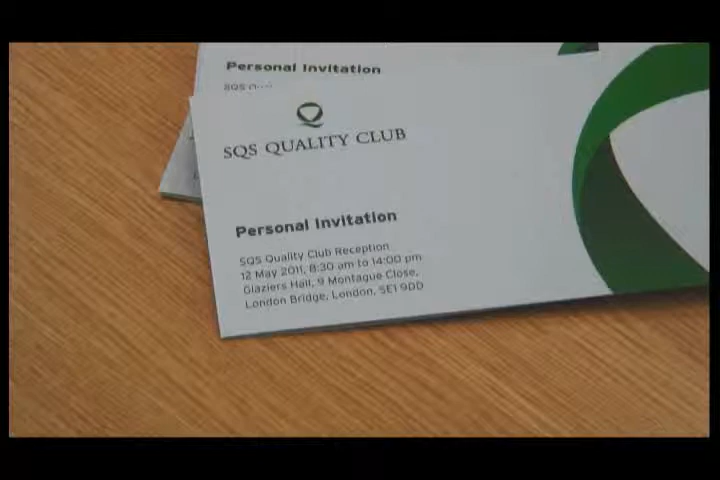 Personal Invitation
SQS
SQS QUALITY CLUB
Personal Invitation
SQS Quality Club Reception
12 May 2011, 8:30 am to 14:00 pm
Glaziers Hall, 9 Montague Close,
London Bridge, London, SE1 9DD